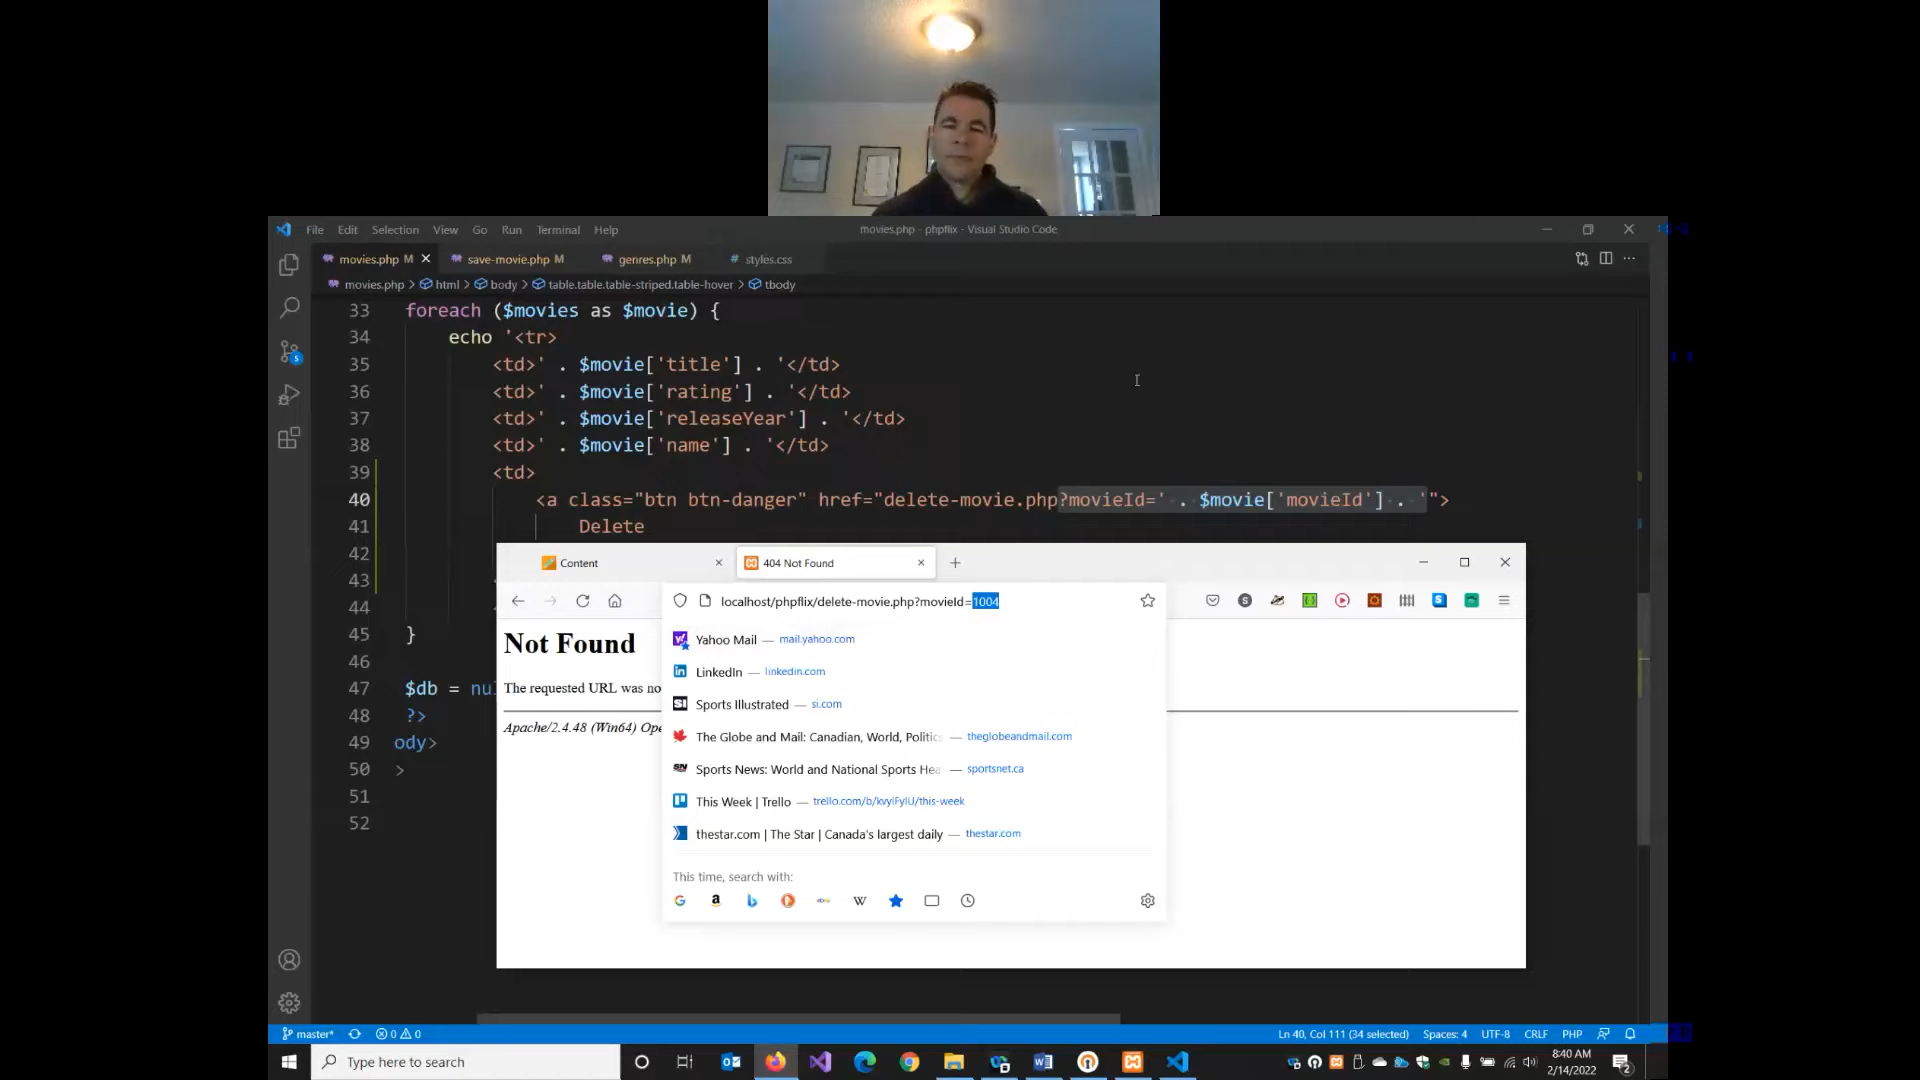 File Edit Selection View Go Run Terminal Help
movies.php - phpflix - Visual Studio Code
movies.php M
save-movie.php M
genres.php M
# styles.css
movies.php > html > body > table.table.table-striped.table-hover > tbody
33 foreach ($movies as $movie) {
34 echo '<tr>
35 <td>' . $movie['title'] . '</td>
36 <td>' . $movie['rating'] . '</td>
37 <td>' . $movie['releaseYear'] . '</td>
38 <td>' . $movie['name'] . '</td>
39 <td>
40 <a class="btn btn-danger" href="delete-movie.php?movieId=' . $movie['movieId'] . '">
41 Delete
42
43
44
45 }
46
47 $db = nul
48 ?>
49 ody>
50 >
51
52
5
Content
404 Not Found
localhost/phpflix/delete-movie.php?movieId=1004
Not Found
The requested URL was no
Apache/2.4.48 (Win64) Ope
Yahoo Mail — mail.yahoo.com
LinkedIn — linkedin.com
Sports Illustrated — si.com
The Globe and Mail: Canadian, World, Politics — theglobeandmail.com
Sports News: World and National Sports Hea — sportsnet.ca
This Week | Trello — trello.com/b/kvylFylU/this-week
thestar.com | The Star | Canada's largest daily — thestar.com
This time, search with:
master*
0 0
Ln 40, Col 111 (34 selected)
Spaces: 4
UTF-8
CRLF
PHP
Type here to search
8:40 AM
2/14/2022
2